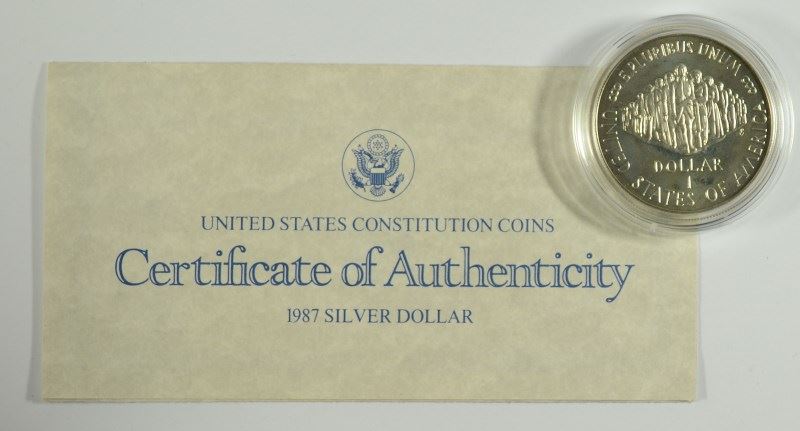 UNITED STATES CONSTITUTION COINS
Certificate of Authenticity
1987 SILVER DOLLAR
E PLURIBUS UNUM
DOLLAR
1
UNITED STATES OF AMERICA